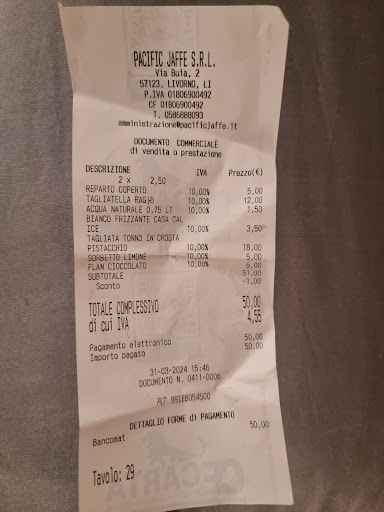 PACIFIC JAFFE S.R.L.
Via Buia, 2
57123, LIVORNO, LI
P.IVA 01806900492
CF 01806900492
T. 0586888093
amministrazione@pacificjaffe.it
DOCUMENTO COMMERCIALE
di vendita o prestazione
DESCRIZIONE IVA Prezzo(€)
2 x 2,50
REPARTO COPERTO 10,00% 5,00
TAGLIATELLA RAGÙ 10,00% 12,00
ACQUA NATURALE 0,75 LT 10,00% 1,50
BIANCO FRIZZANTE CASA CAL
ICE 10,00% 3,50
TAGLIATA TONNO IN CROSTA
PISTACCHIO 10,00% 18,00
SORBETTO LIMONE 10,00% 5,00
FLAN CIOCCOLATO 10,00% 6,00
SUBTOTALE 51,00
Sconto -1,00
TOTALE COMPLESSIVO 50,00
di cui IVA 4,55
Pagamento elettronico 50,00
Importo pagato 50,00
31-03-2024 15:46
DOCUMENTO N. 0411-0006
RT 99IEB054500
DETTAGLIO FORME di PAGAMENTO
Bancomat 50,00
Tavolo: 29